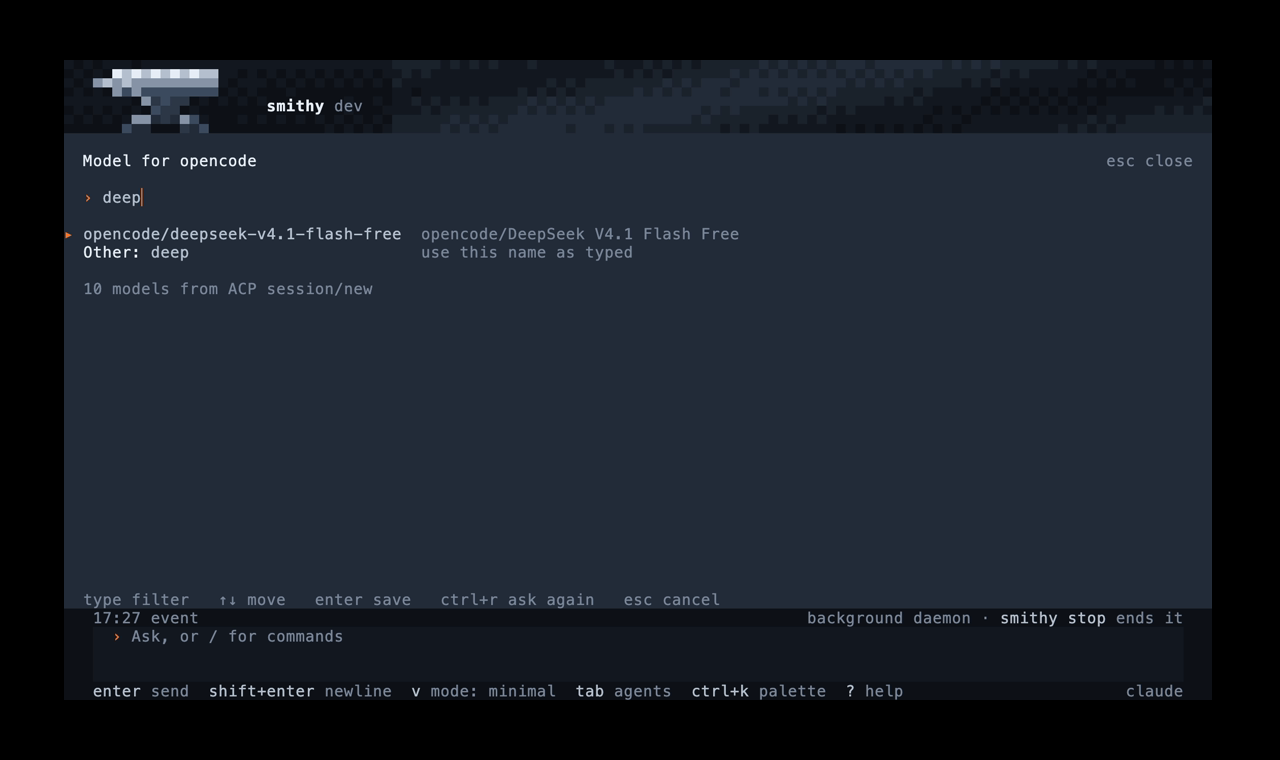 smithy dev
Model for opencode esc close
› deep
▸ opencode/deepseek-v4.1-flash-free opencode/DeepSeek V4.1 Flash Free
Other: deep use this name as typed
10 models from ACP session/new
type filter ↑↓ move enter save ctrl+r ask again esc cancel
17:27 event background daemon · smithy stop ends it
› Ask, or / for commands
enter send shift+enter newline v mode: minimal tab agents ctrl+k palette ? help claude